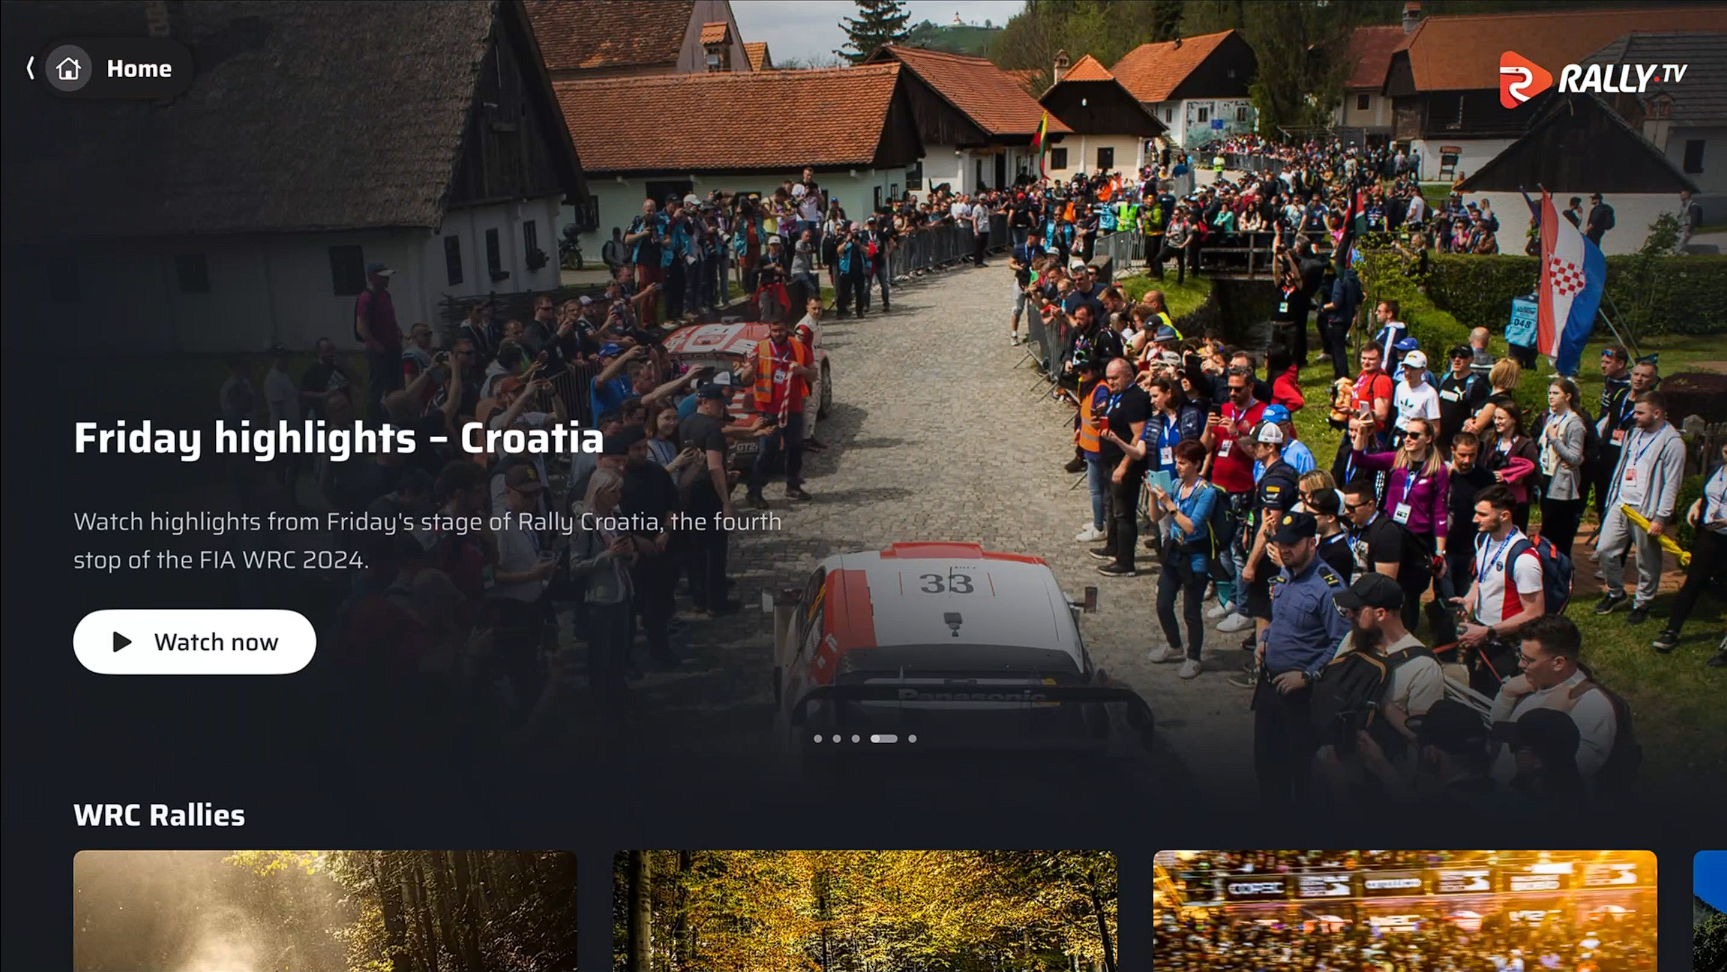 Home
RALLY.TV
Friday highlights – Croatia
Watch highlights from Friday's stage of Rally Croatia, the fourth
stop of the FIA WRC 2024.
Watch now
33
Panasonic
WRC Rallies